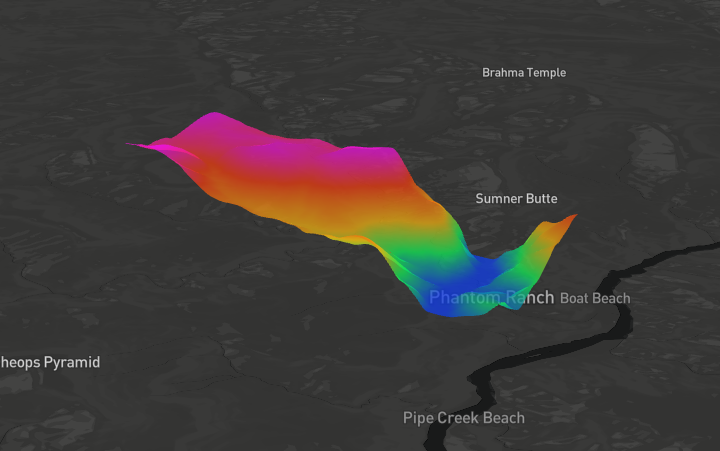 Brahma Temple
Sumner Butte
Phantom Ranch
Boat Beach
heops Pyramid
Pipe Creek Beach